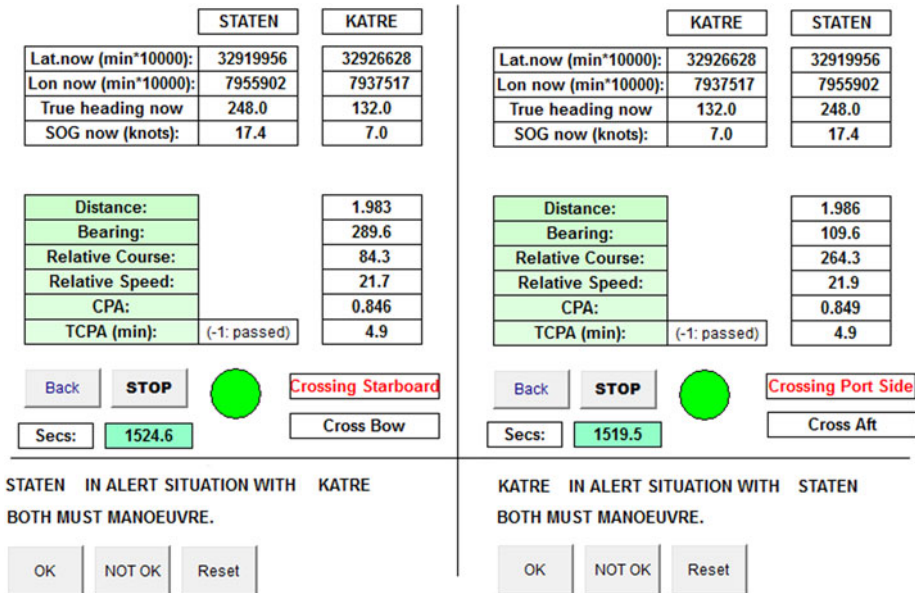 STATEN KATRE
Lat.now (min*10000): 32919956 32926628
Lon now (min*10000): 7955902 7937517
True heading now 248.0 132.0
SOG now (knots): 17.4 7.0
Distance: 1.983
Bearing: 289.6
Relative Course: 84.3
Relative Speed: 21.7
CPA: 0.846
TCPA (min): (-1: passed) 4.9
Back STOP Crossing Starboard
Cross Bow
Secs: 1524.6
STATEN IN ALERT SITUATION WITH KATRE
BOTH MUST MANOEUVRE.
OK NOT OK Reset
KATRE STATEN
Lat.now (min*10000): 32926628 32919956
Lon now (min*10000): 7937517 7955902
True heading now 132.0 248.0
SOG now (knots): 7.0 17.4
Distance: 1.986
Bearing: 109.6
Relative Course: 264.3
Relative Speed: 21.9
CPA: 0.849
TCPA (min): (-1: passed) 4.9
Back STOP Crossing Port Side
Cross Aft
Secs: 1519.5
KATRE IN ALERT SITUATION WITH STATEN
BOTH MUST MANOEUVRE.
OK NOT OK Reset